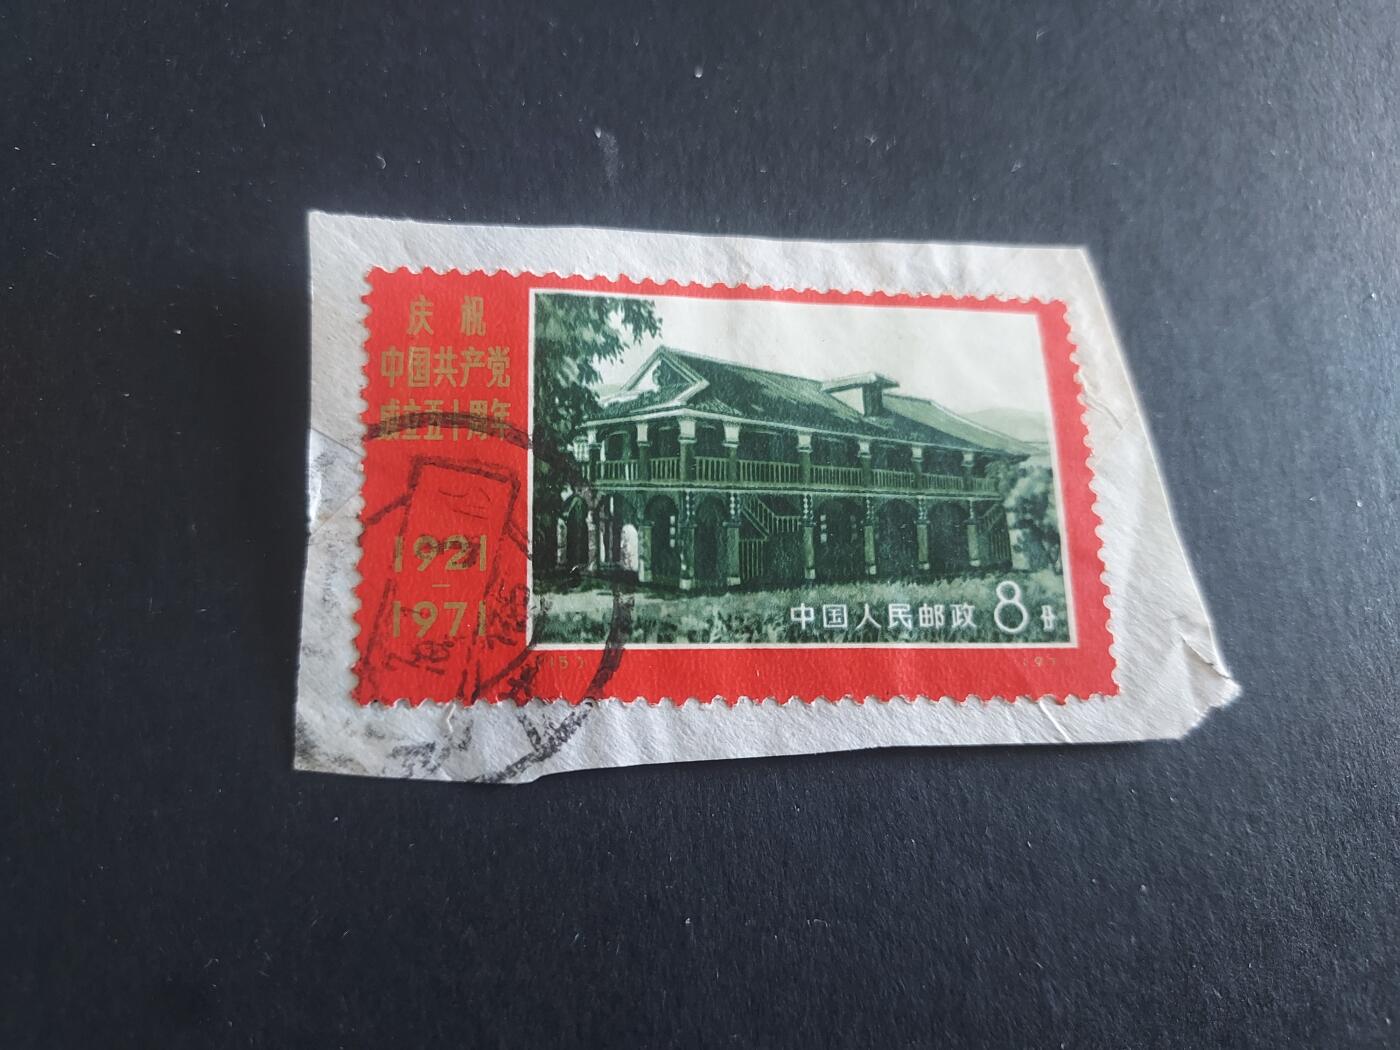 庆祝
中国共产党
成立五十周年
1921
—
1971
中国人民邮政 8分
(15)